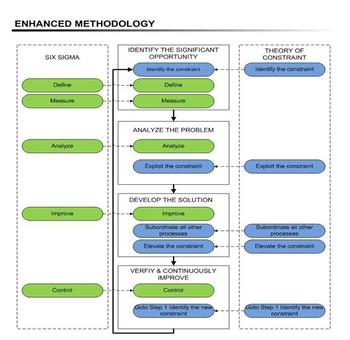 ENHANCED METHODOLOGY
SIX SIGMA
IDENTIFY THE SIGNIFICANT
OPPORTUNITY
THEORY OF
CONSTRAINT
Identify the constraint
Identify the constraint
Define
Define
Measure
Measure
ANALYZE THE PROBLEM
Analyze
Analyze
Exploit the constraint
Exploit the constraint
DEVELOP THE SOLUTION
Improve
Improve
Subordinate all other
processes
Subordinate all other
processes
Elevate the constraint
Elevate the constraint
VERFIY & CONTINUOUSLY
IMPROVE
Control
Control
Goto Step 1 Identify the new
constraint
Goto Step 1 Identify the new
constraint